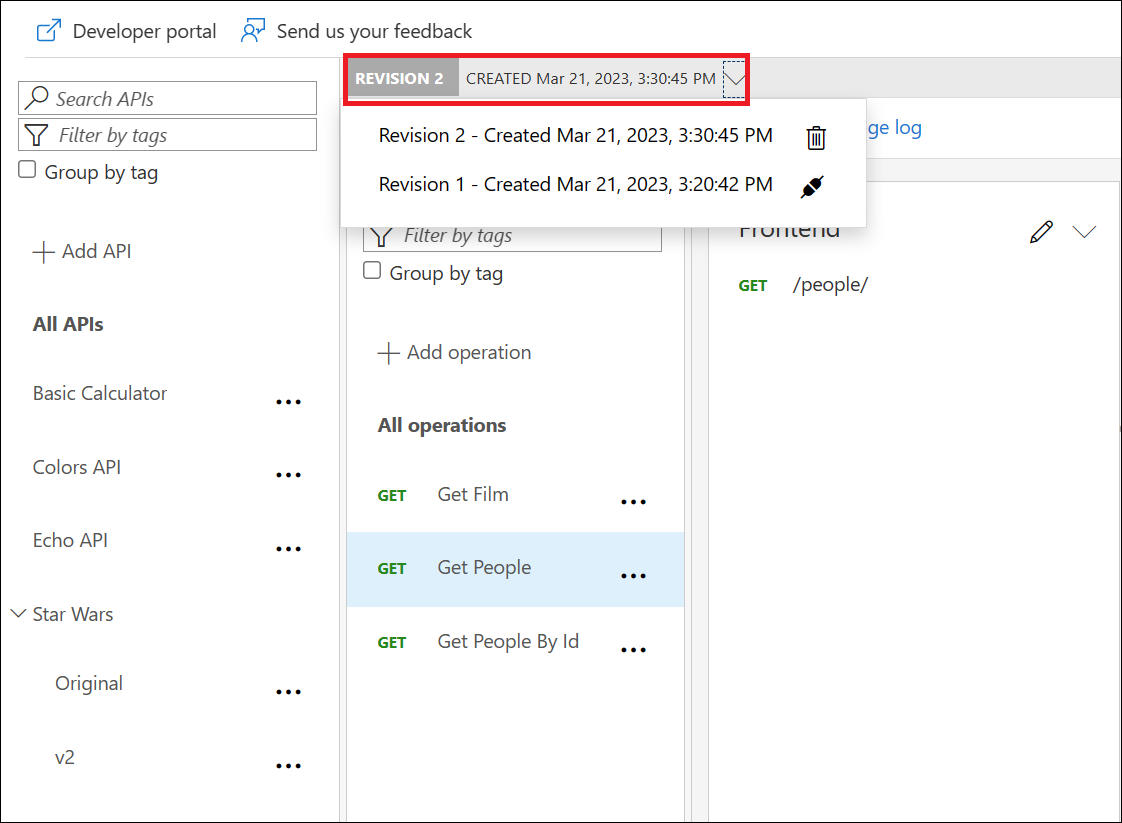 Developer portal
Send us your feedback
REVISION 2
CREATED Mar 21, 2023, 3:30:45 PM
Search APIs
Filter by tags
Group by tag
Add API
All APIs
Basic Calculator
Colors API
Echo API
Star Wars
Original
v2
Revision 2 - Created Mar 21, 2023, 3:30:45 PM
Revision 1 - Created Mar 21, 2023, 3:20:42 PM
ge log
Filter by tags
Group by tag
Add operation
All operations
GET Get Film
GET Get People
GET Get People By Id
Frontend
GET /people/